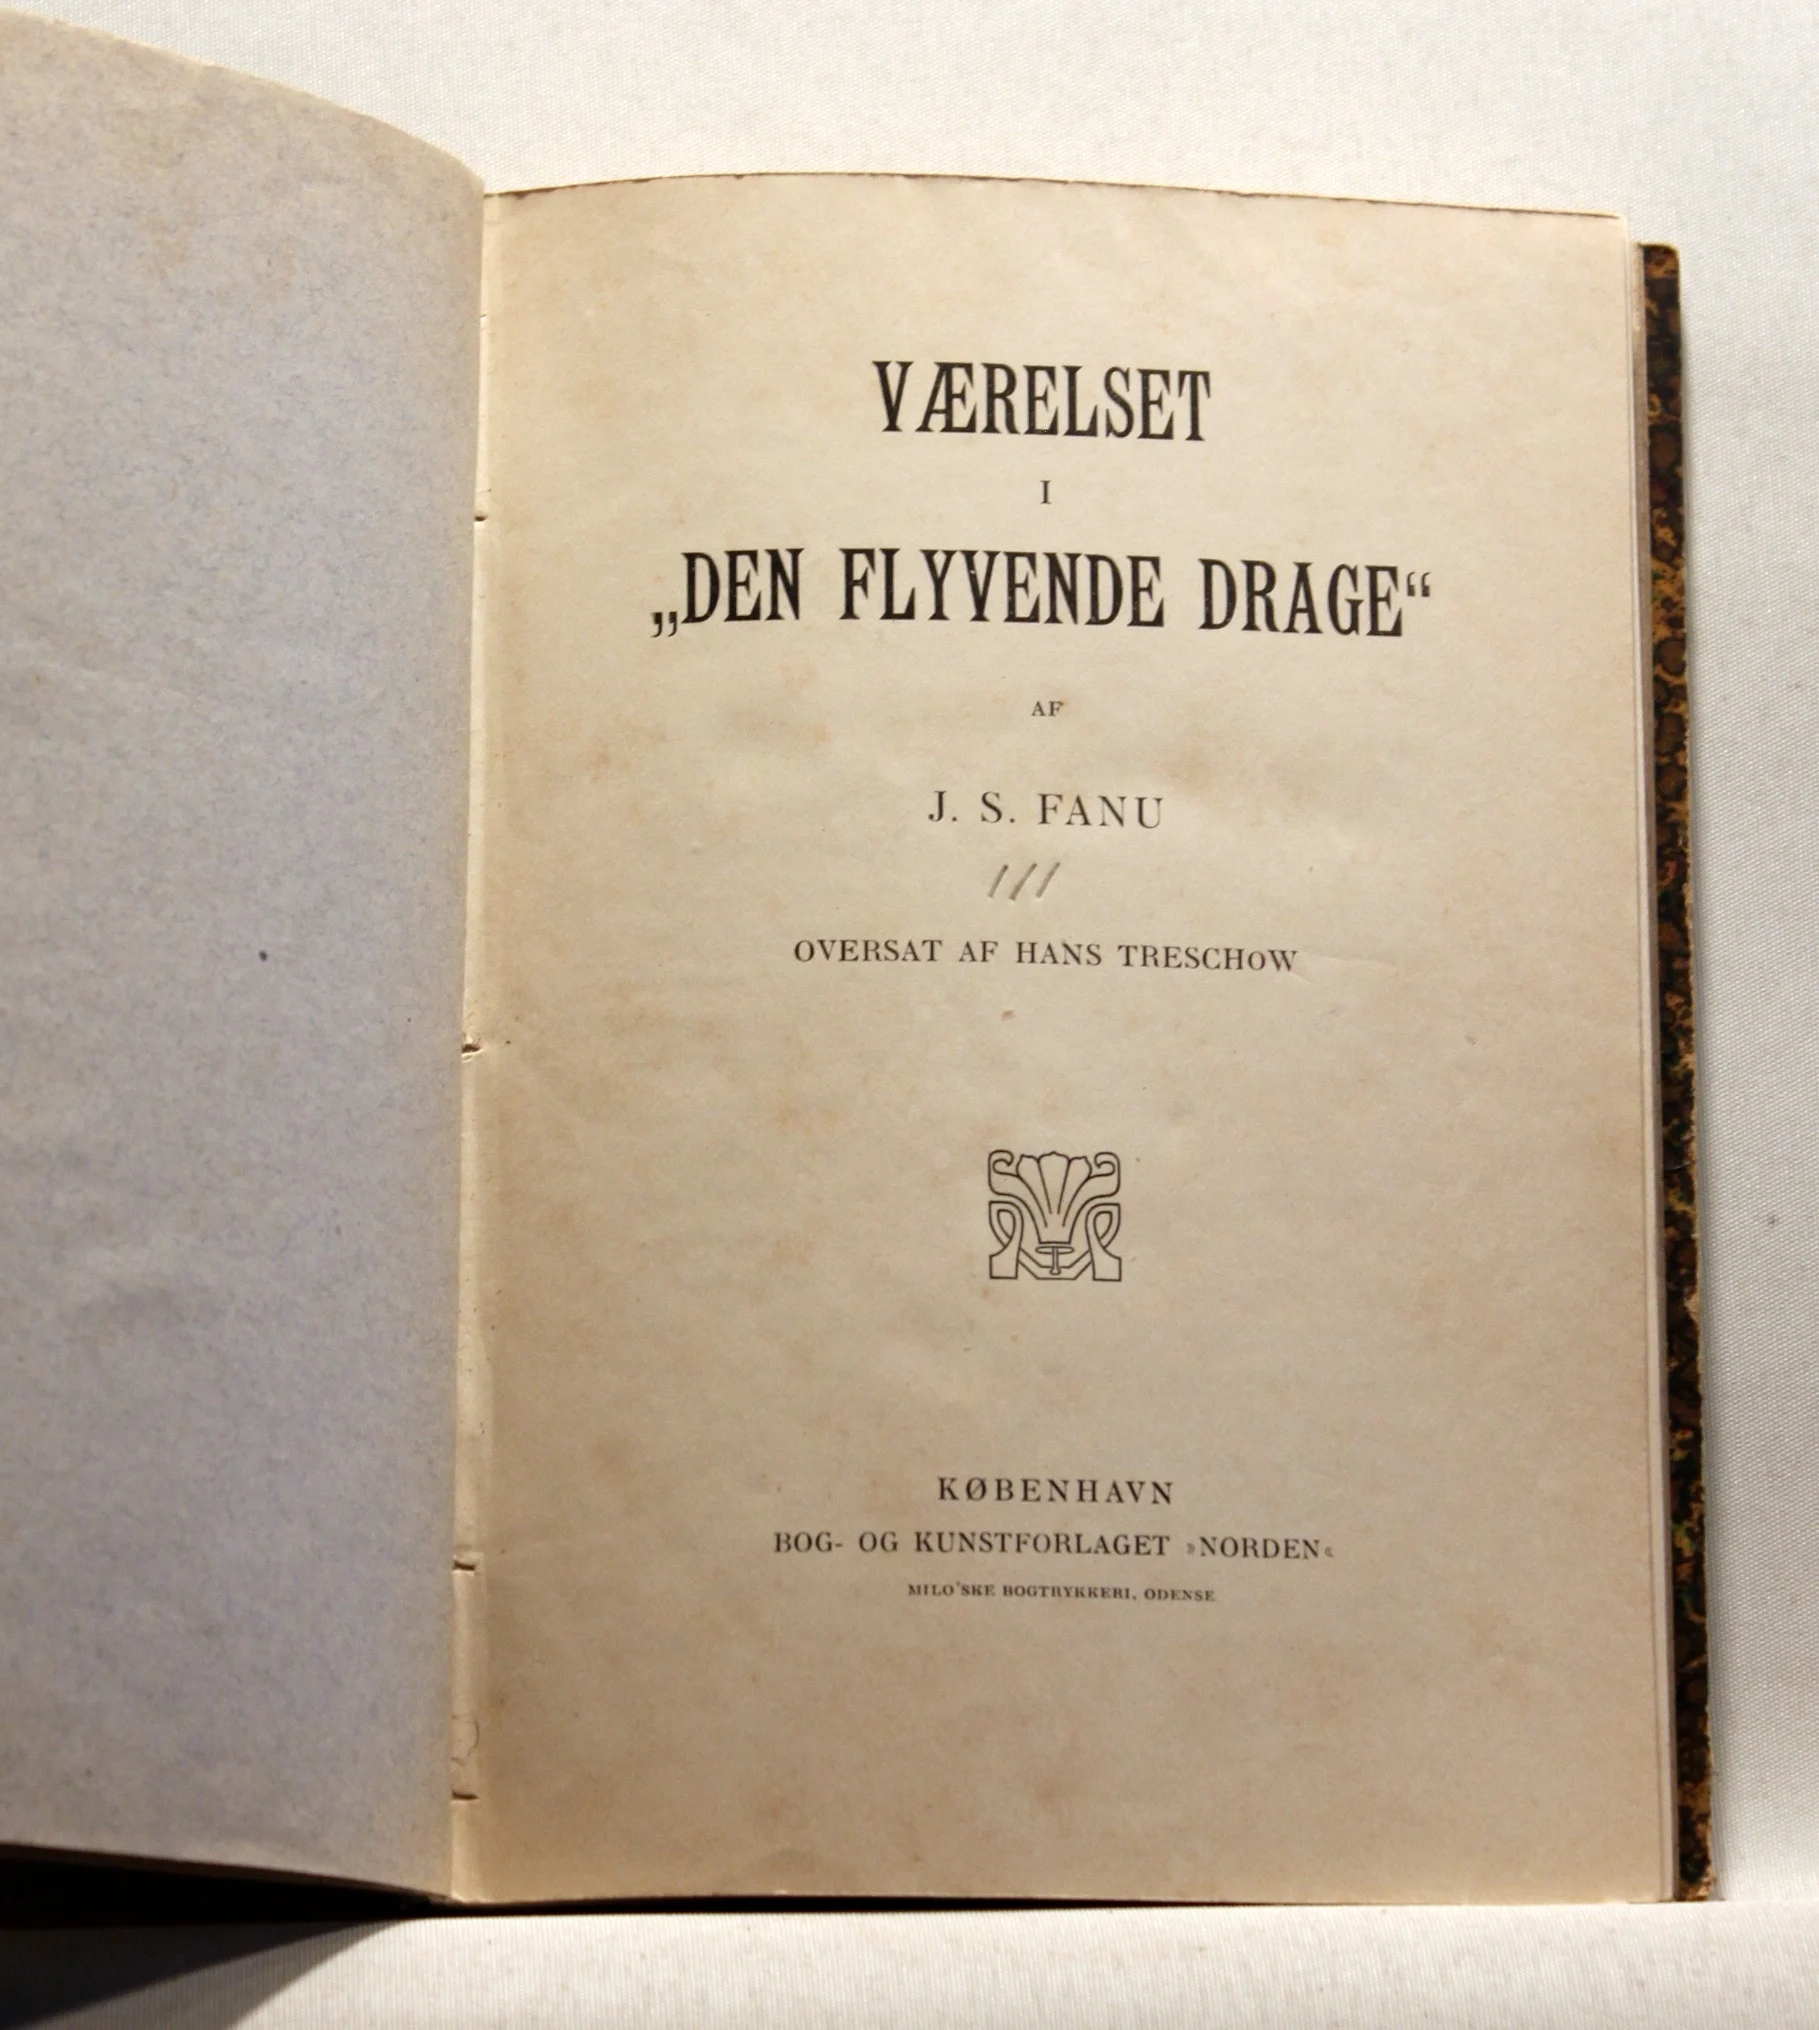 VÆRELSET
I
„DEN FLYVENDE DRAGE“
AF
J. S. FANU
///
OVERSAT AF HANS TRESCHOW
KØBENHAVN
BOG- OG KUNSTFORLAGET »NORDEN«
MILO'SKE BOGTRYKKERI, ODENSE